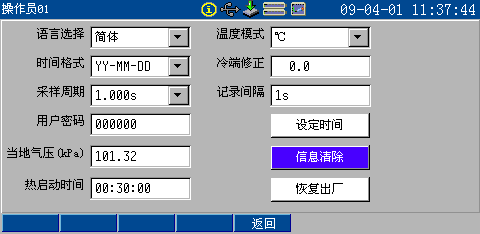 操作员01 09-04-01 11:37:44
语言选择 简体 温度模式 ℃
时间格式 YY-MM-DD 冷端修正 0.0
采样周期 1.000s 记录间隔 1s
用户密码 000000 设定时间
当地气压(kPa) 101.32 信息清除
热启动时间 00:30:00 恢复出厂
返回